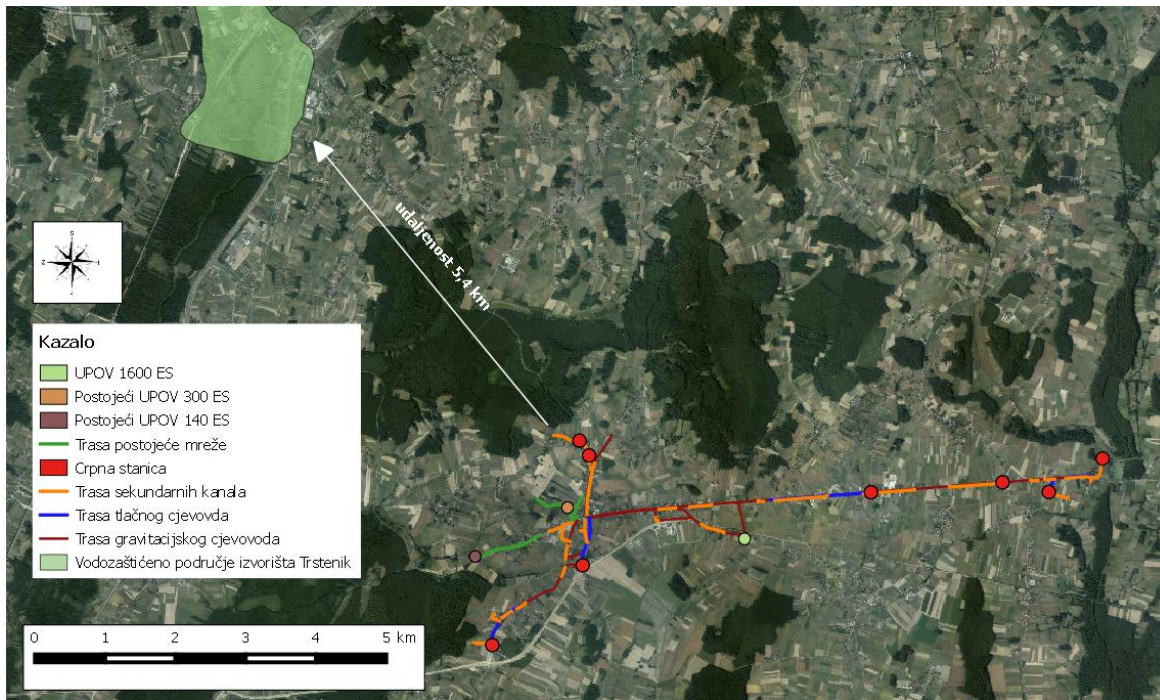 udaljenost 5,4 km
S
Z I
J
Kazalo
UPOV 1600 ES
Postojeći UPOV 300 ES
Postojeći UPOV 140 ES
Trasa postojeće mreže
Crpna stanica
Trasa sekundarnih kanala
Trasa tlačnog cjevovda
Trasa gravitacijskog cjevovoda
Vodozaštićeno područje izvorišta Trstenik
0 1 2 3 4 5 km